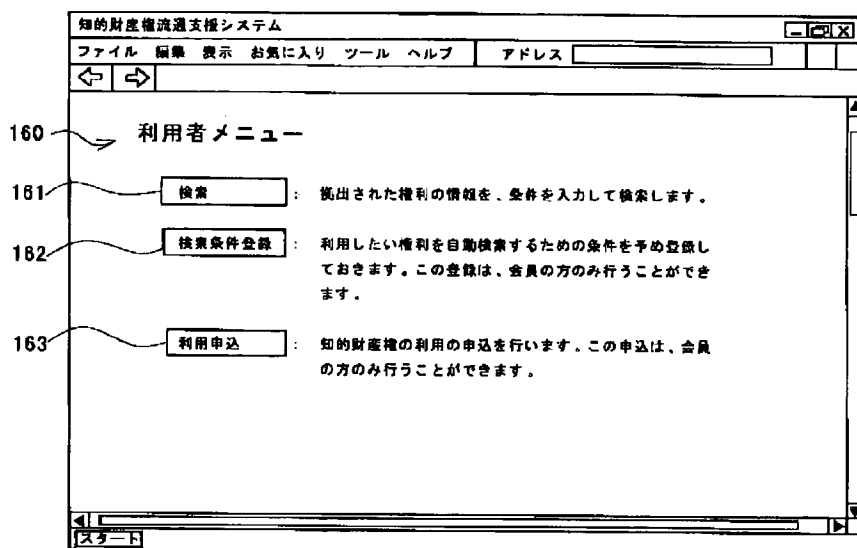 知的財産権流通支援システム
ファイル 編集 表示 お気に入り ツール ヘルプ アドレス
160 利用者メニュー
161 検索 : 拠出された権利の情報を、条件を入力して検索します。
162 検索条件登録 : 利用したい権利を自動検索するための条件を予め登録し
ておきます。この登録は、会員の方のみ行うことができ
ます。
163 利用申込 : 知的財産権の利用の申込を行います。この申込は、会員
の方のみ行うことができます。
スタート